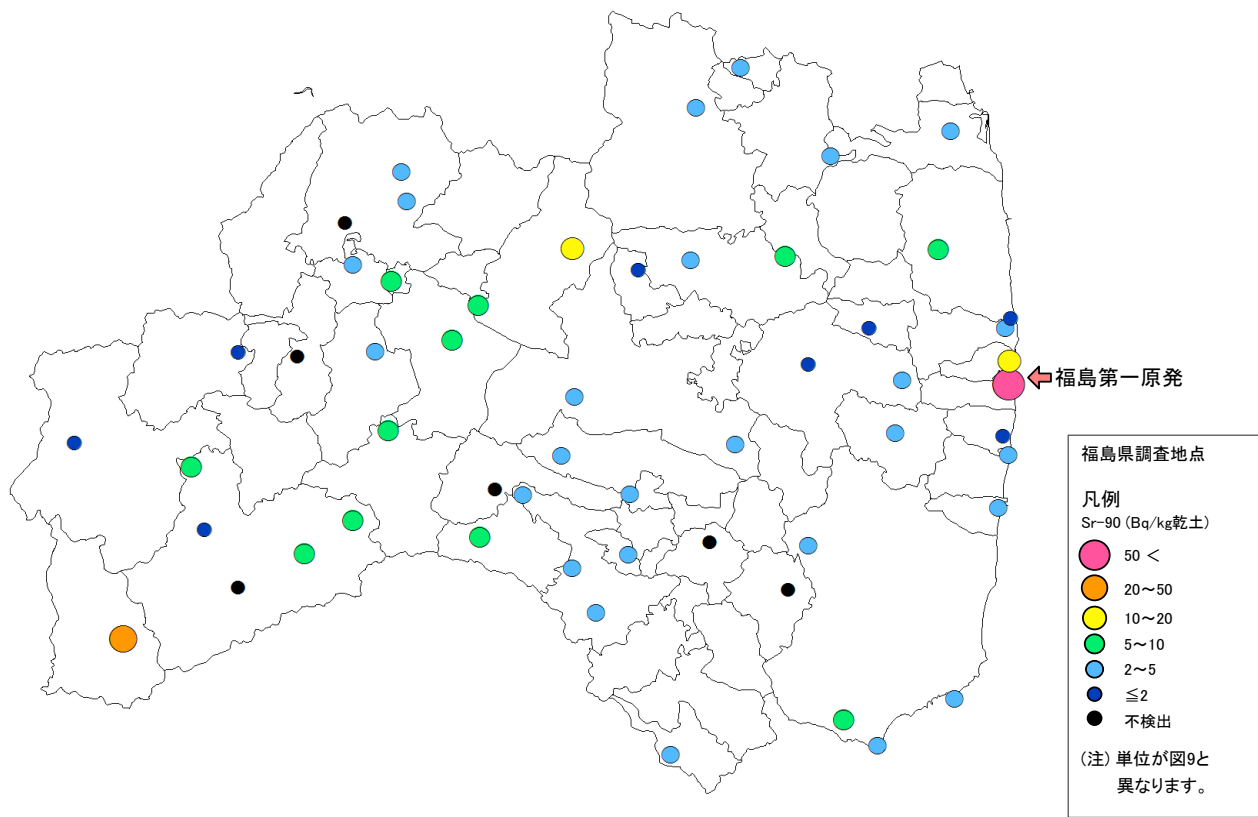 福島第一原発
福島県調査地点
凡例
Sr-90 (Bq/kg乾土)
50 <
20~50
10~20
5~10
2~5
≦2
不検出
(注) 単位が図9と
異なります。